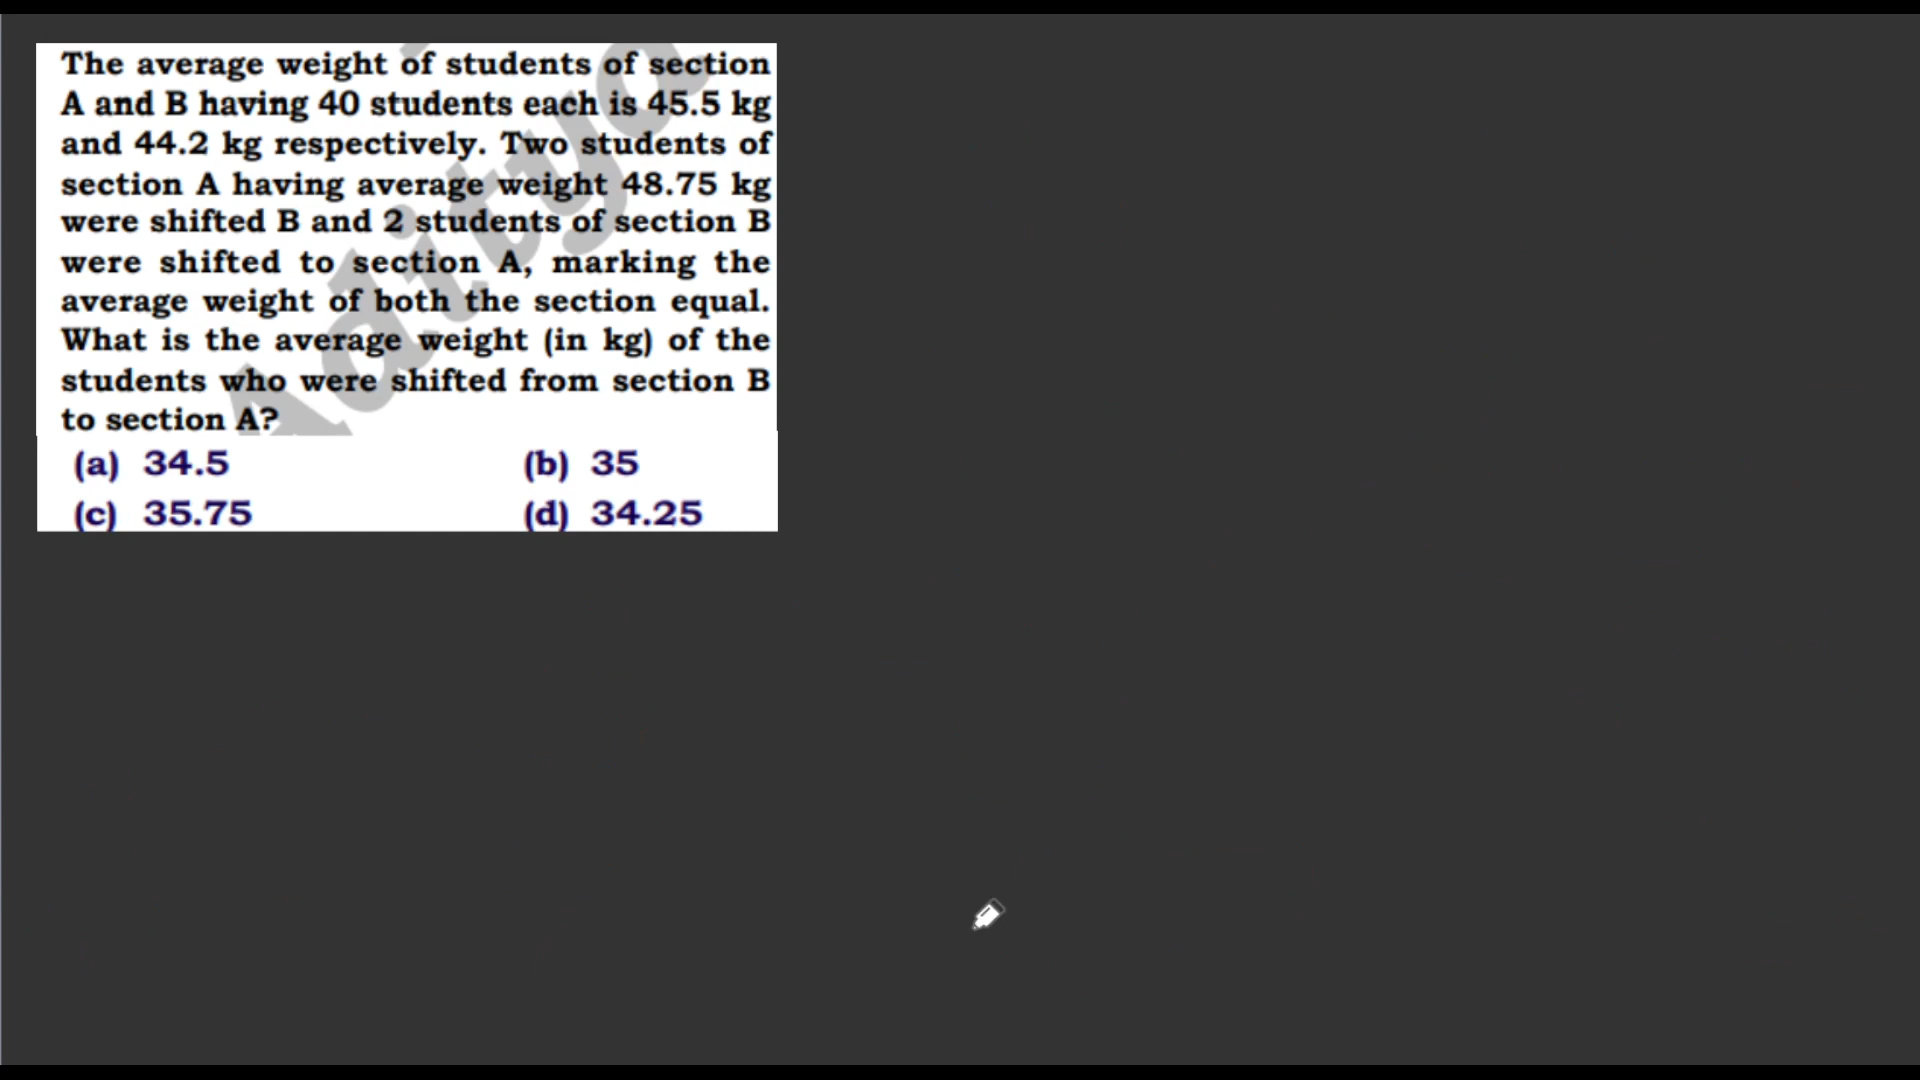 The average weight of students of section
A and B having 40 students each is 45.5 kg
and 44.2 kg respectively. Two students of
section A having average weight 48.75 kg
were shifted B and 2 students of section B
were shifted to section A, marking the
average weight of both the section equal.
What is the average weight (in kg) of the
students who were shifted from section B
to section A?
(a) 34.5 (b) 35
(c) 35.75 (d) 34.25
Aditya